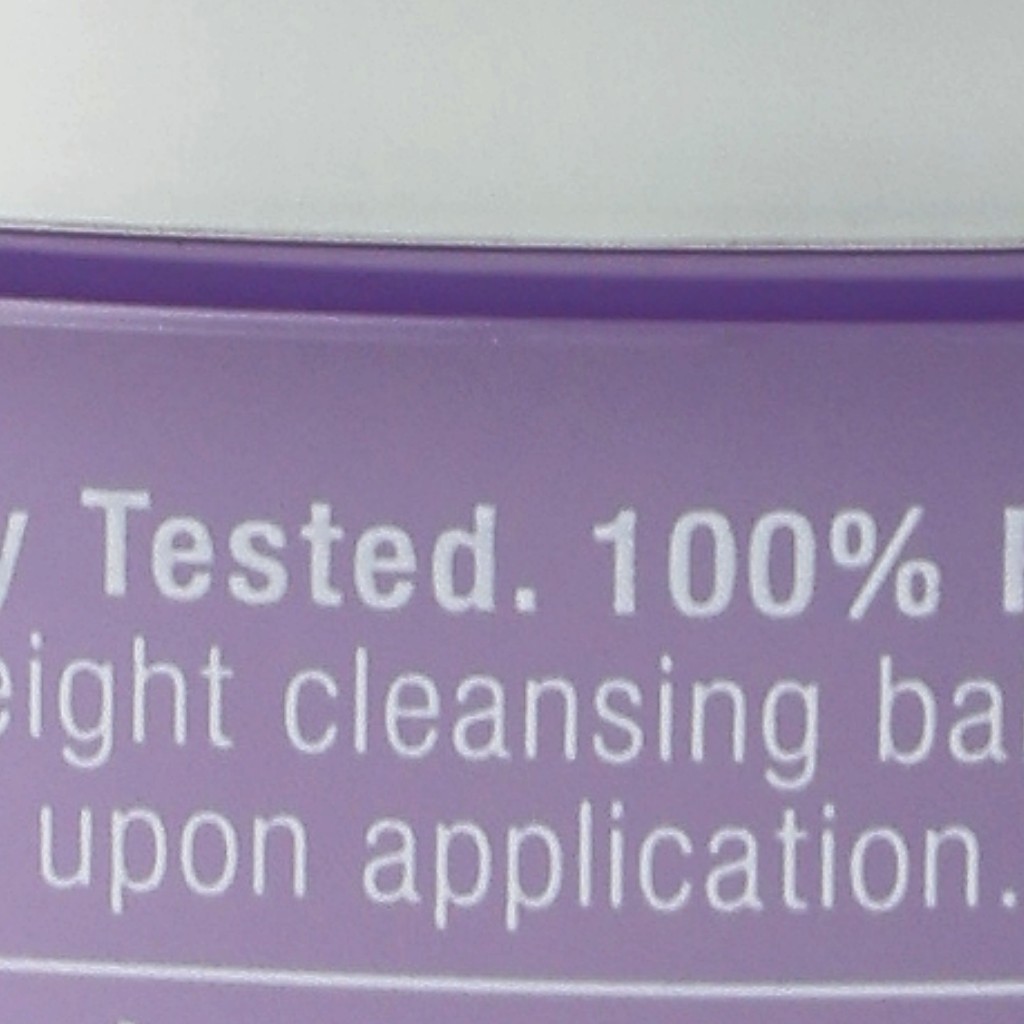 Tested. 100%
cleansing
upon application.